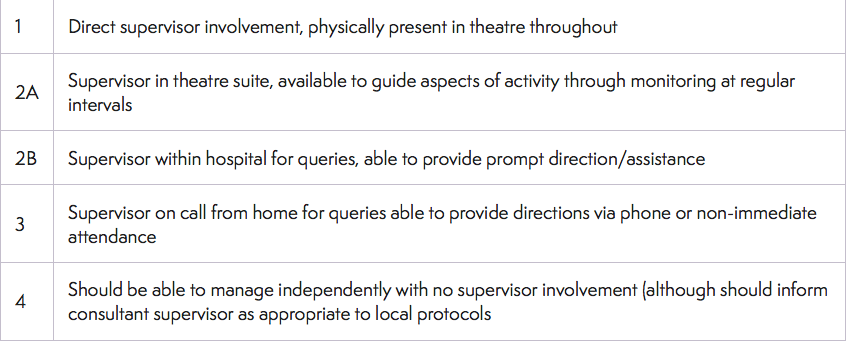 1 Direct supervisor involvement, physically present in theatre throughout
2A Supervisor in theatre suite, available to guide aspects of activity through monitoring at regular
intervals
2B Supervisor within hospital for queries, able to provide prompt direction/assistance
3 Supervisor on call from home for queries able to provide directions via phone or non-immediate
attendance
4 Should be able to manage independently with no supervisor involvement (although should inform
consultant supervisor as appropriate to local protocols